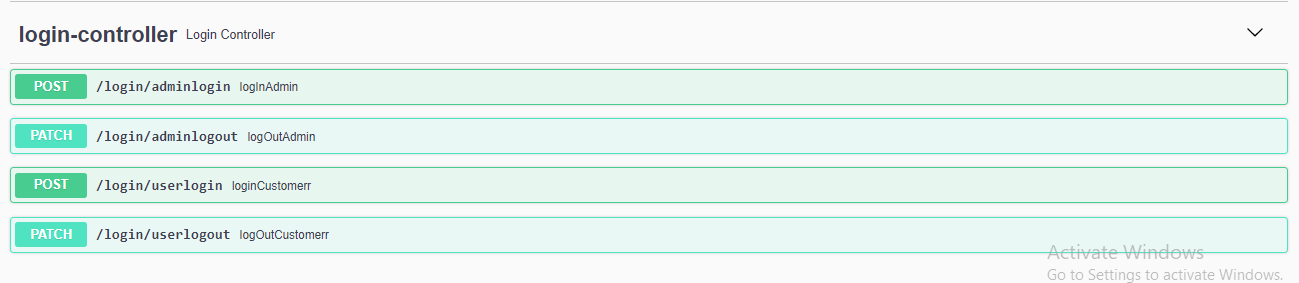 login-controller Login Controller
POST /login/adminlogin logInAdmin
PATCH /login/adminlogout logOutAdmin
POST /login/userlogin loginCustomerr
PATCH /login/userlogout logOutCustomerr
Activate Windows
Go to Settings to activate Windows.